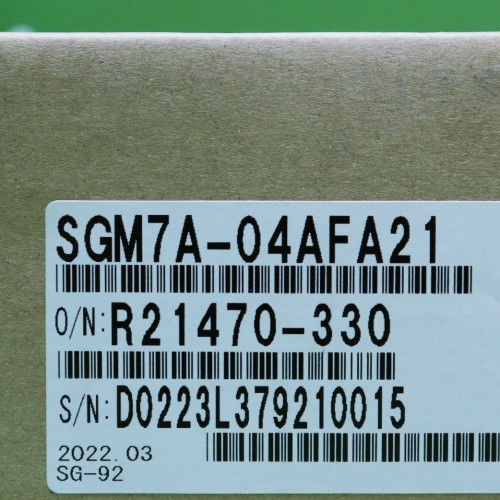 SGM7A-04AFA21
O/N: R21470-330
S/N: D0223L379210015
2022.03
SG-92